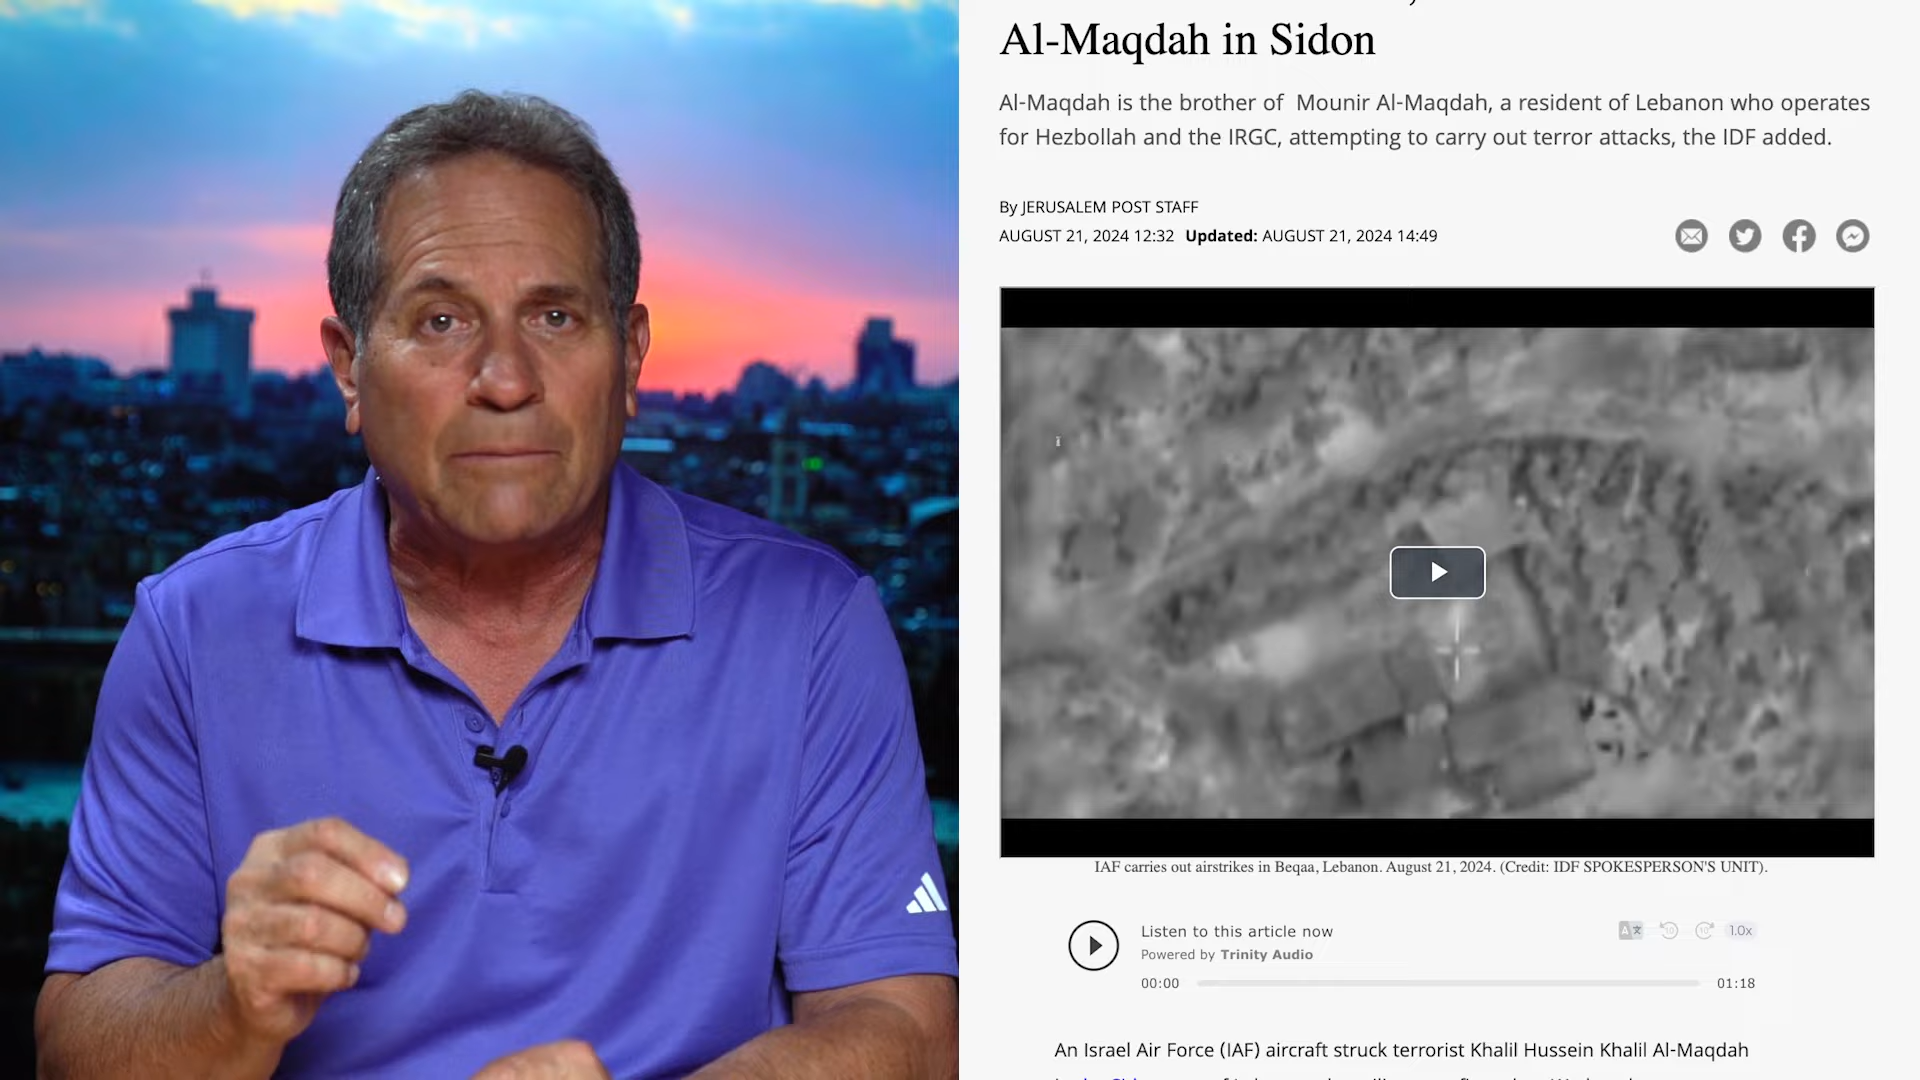 Al-Maqdah in Sidon
Al-Maqdah is the brother of Mounir Al-Maqdah, a resident of Lebanon who operates
for Hezbollah and the IRGC, attempting to carry out terror attacks, the IDF added.
By JERUSALEM POST STAFF
AUGUST 21, 2024 12:32 Updated: AUGUST 21, 2024 14:49
IAF carries out airstrikes in Beqaa, Lebanon. August 21, 2024. (Credit: IDF SPOKESPERSON'S UNIT).
Listen to this article now
1.0x
Powered by Trinity Audio
00:00
01:18
An Israel Air Force (IAF) aircraft struck terrorist Khalil Hussein Khalil Al-Maqdah